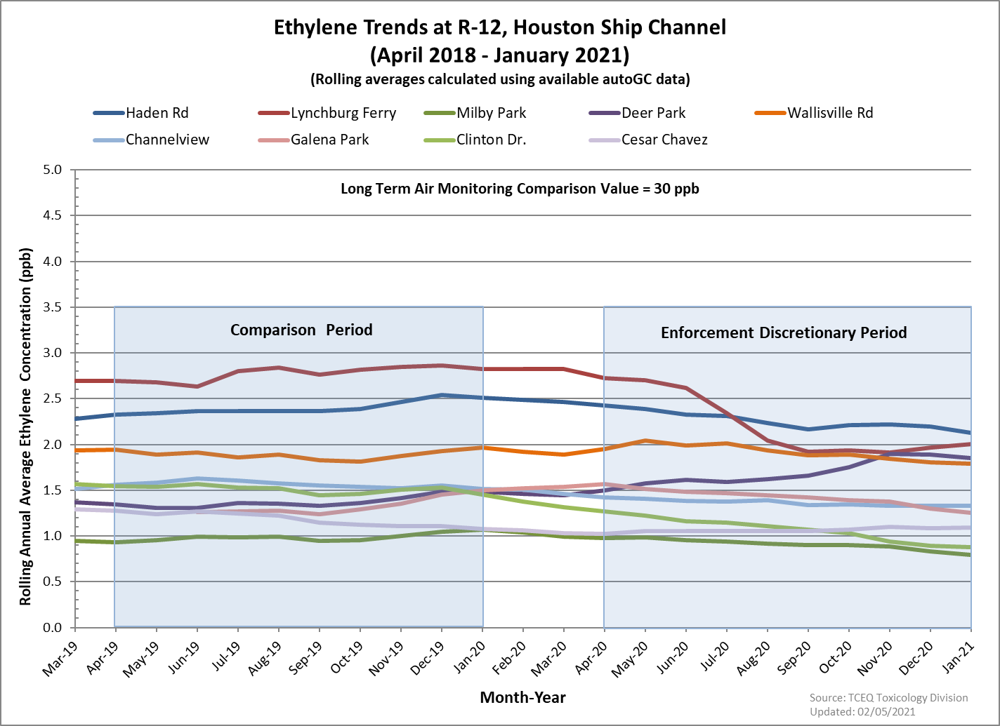 Ethylene Trends at R-12, Houston Ship Channel
(April 2018 - January 2021)
(Rolling averages calculated using available autoGC data)
Haden Rd Lynchburg Ferry Milby Park Deer Park Wallisville Rd
Channelview Galena Park Clinton Dr. Cesar Chavez
Long Term Air Monitoring Comparison Value = 30 ppb
Comparison Period
Enforcement Discretionary Period
Rolling Annual Average Ethylene Concentration (ppb)
5.0
4.5
4.0
3.5
3.0
2.5
2.0
1.5
1.0
0.5
0.0
Mar-19 Apr-19 May-19 Jun-19 Jul-19 Aug-19 Sep-19 Oct-19 Nov-19 Dec-19 Jan-20 Feb-20 Mar-20 Apr-20 May-20 Jun-20 Jul-20 Aug-20 Sep-20 Oct-20 Nov-20 Dec-20 Jan-21
Month-Year
Source: TCEQ Toxicology Division
Updated: 02/05/2021